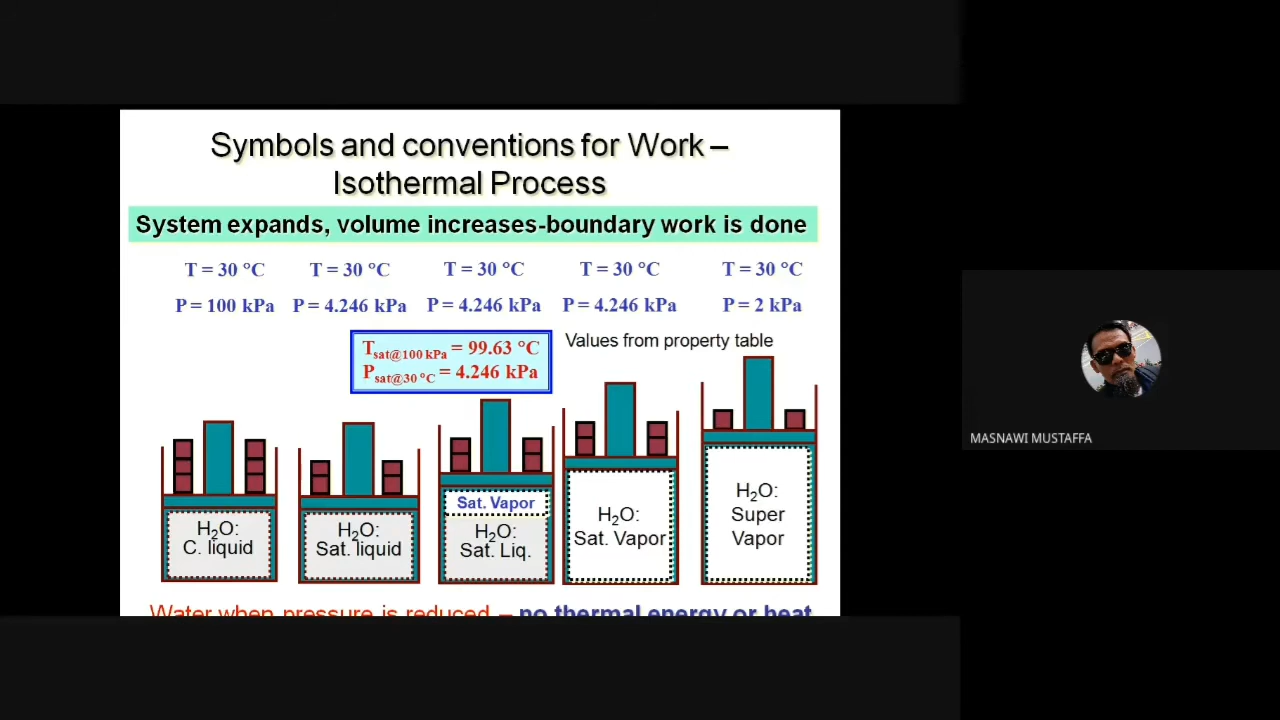 Symbols and conventions for Work –
Isothermal Process
System expands, volume increases-boundary work is done
T = 30 °C T = 30 °C T = 30 °C T = 30 °C T = 30 °C
P = 100 kPa P = 4.246 kPa P = 4.246 kPa P = 4.246 kPa P = 2 kPa
Tsat@100 kPa = 99.63 °C
Psat@30 °C = 4.246 kPa
Values from property table
H2O:
C. liquid
H2O:
Sat. liquid
Sat. Vapor
H2O:
Sat. Liq.
H2O:
Sat. Vapor
H2O:
Super
Vapor
Water when pressure is reduced – no thermal energy or heat
MASNAWI MUSTAFFA